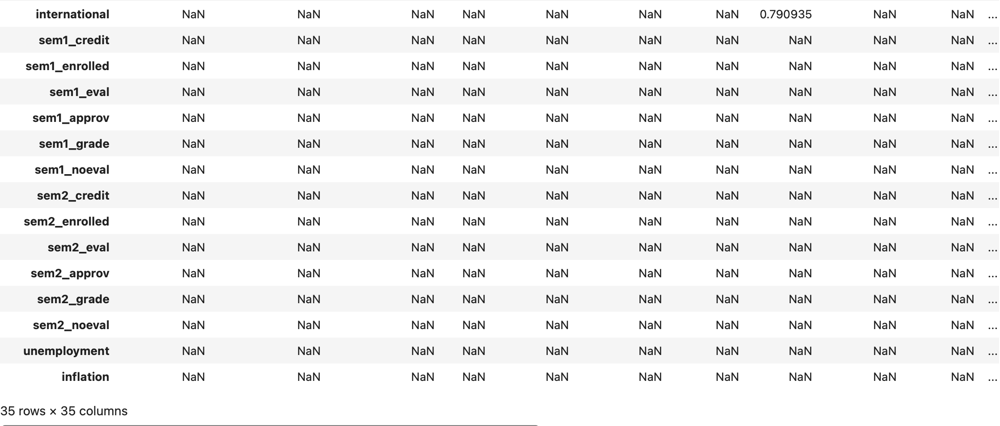 international NaN NaN NaN NaN NaN NaN NaN 0.790935 NaN NaN ...
sem1_credit NaN NaN NaN NaN NaN NaN NaN NaN NaN NaN ...
sem1_enrolled NaN NaN NaN NaN NaN NaN NaN NaN NaN NaN ...
sem1_eval NaN NaN NaN NaN NaN NaN NaN NaN NaN NaN ...
sem1_approv NaN NaN NaN NaN NaN NaN NaN NaN NaN NaN ...
sem1_grade NaN NaN NaN NaN NaN NaN NaN NaN NaN NaN ...
sem1_noeval NaN NaN NaN NaN NaN NaN NaN NaN NaN NaN ...
sem2_credit NaN NaN NaN NaN NaN NaN NaN NaN NaN NaN ...
sem2_enrolled NaN NaN NaN NaN NaN NaN NaN NaN NaN NaN ...
sem2_eval NaN NaN NaN NaN NaN NaN NaN NaN NaN NaN ...
sem2_approv NaN NaN NaN NaN NaN NaN NaN NaN NaN NaN ...
sem2_grade NaN NaN NaN NaN NaN NaN NaN NaN NaN NaN ...
sem2_noeval NaN NaN NaN NaN NaN NaN NaN NaN NaN NaN ...
unemployment NaN NaN NaN NaN NaN NaN NaN NaN NaN NaN ...
inflation NaN NaN NaN NaN NaN NaN NaN NaN NaN NaN ...
35 rows × 35 columns